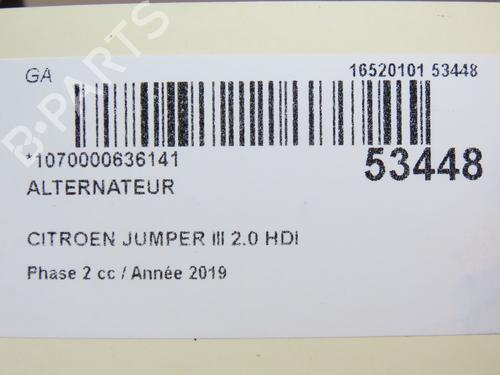 GA
16520101 53448
*1070000636141
53448
ALTERNATEUR
CITROEN JUMPER III 2.0 HDI
Phase 2 cc / Année 2019
B-PARTS